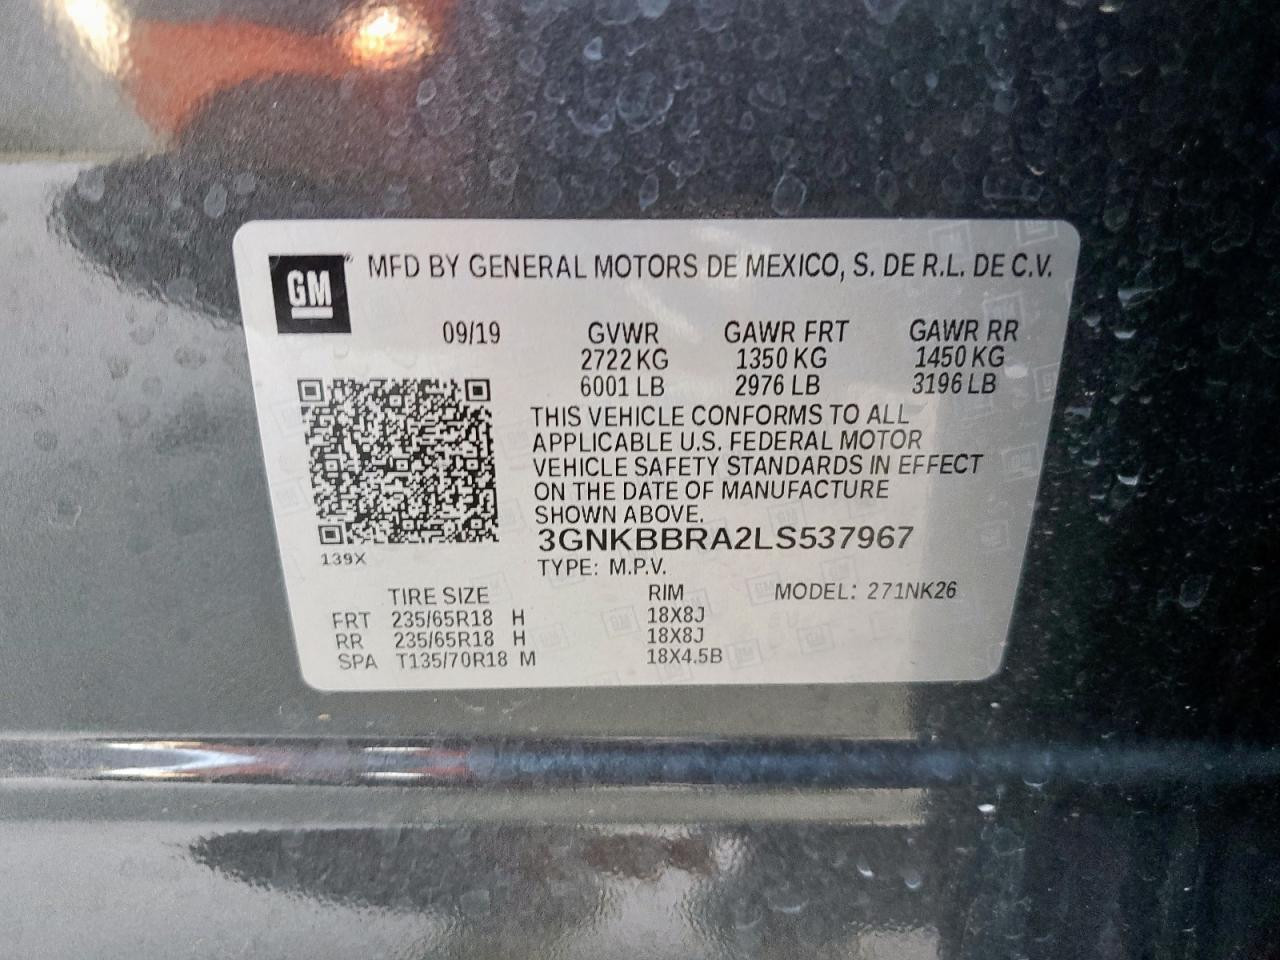 GM MFD BY GENERAL MOTORS DE MEXICO, S. DE R.L. DE C.V.
09/19 GVWR GAWR FRT GAWR RR
2722 KG 1350 KG 1450 KG
6001 LB 2976 LB 3196 LB
THIS VEHICLE CONFORMS TO ALL
APPLICABLE U.S. FEDERAL MOTOR
VEHICLE SAFETY STANDARDS IN EFFECT
ON THE DATE OF MANUFACTURE
SHOWN ABOVE.
3GNKBBRA2LS537967
139X
TYPE: M.P.V.
TIRE SIZE RIM MODEL: 271NK26
FRT 235/65R18 H 18X8J
RR 235/65R18 H 18X8J
SPA T135/70R18 M 18X4.5B